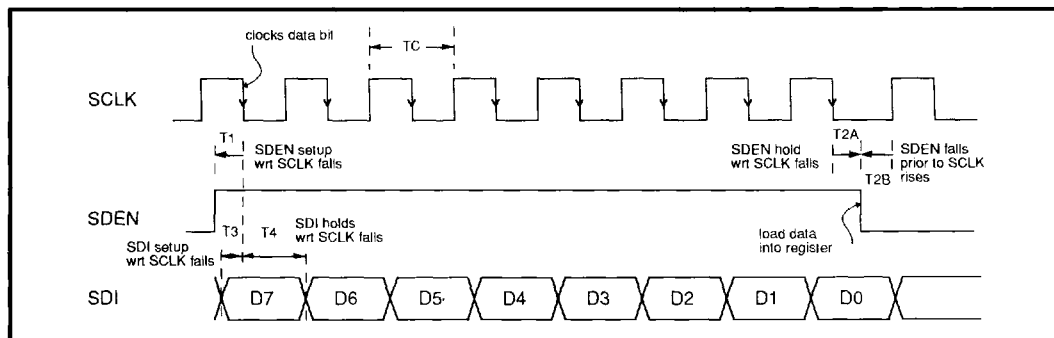 clocks data bit
TC
SCLK
T1
SDEN setup
wrt SCLK falls
SDEN hold
wrt SCLK falls
T2A
SDEN falls
prior to SCLK
rises
T2B
SDEN
T3
T4
SDI holds
wrt SCLK falls
SDI setup
wrt SCLK falls
load data
into register
SDI
D7
D6
D5
D4
D3
D2
D1
D0